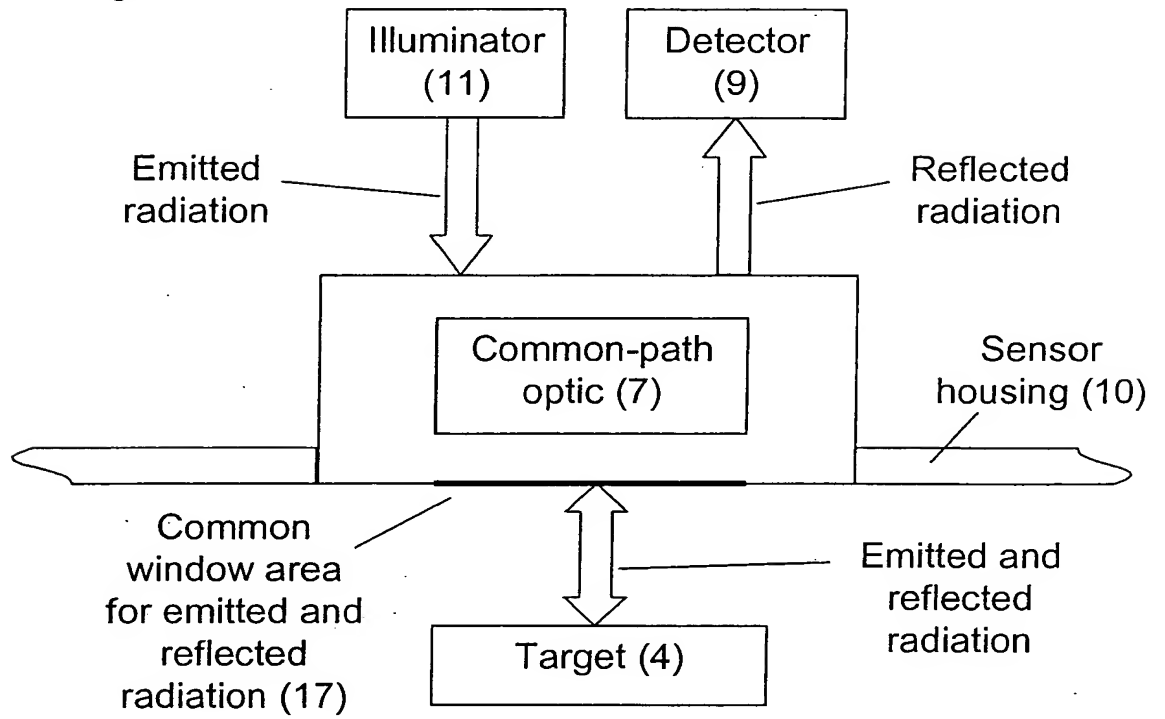 Illuminator
(11)
Detector
(9)
Emitted
radiation
Reflected
radiation
Common-path
optic (7)
Sensor
housing (10)
Common
window area
for emitted and
reflected
radiation (17)
Emitted and
reflected
radiation
Target (4)